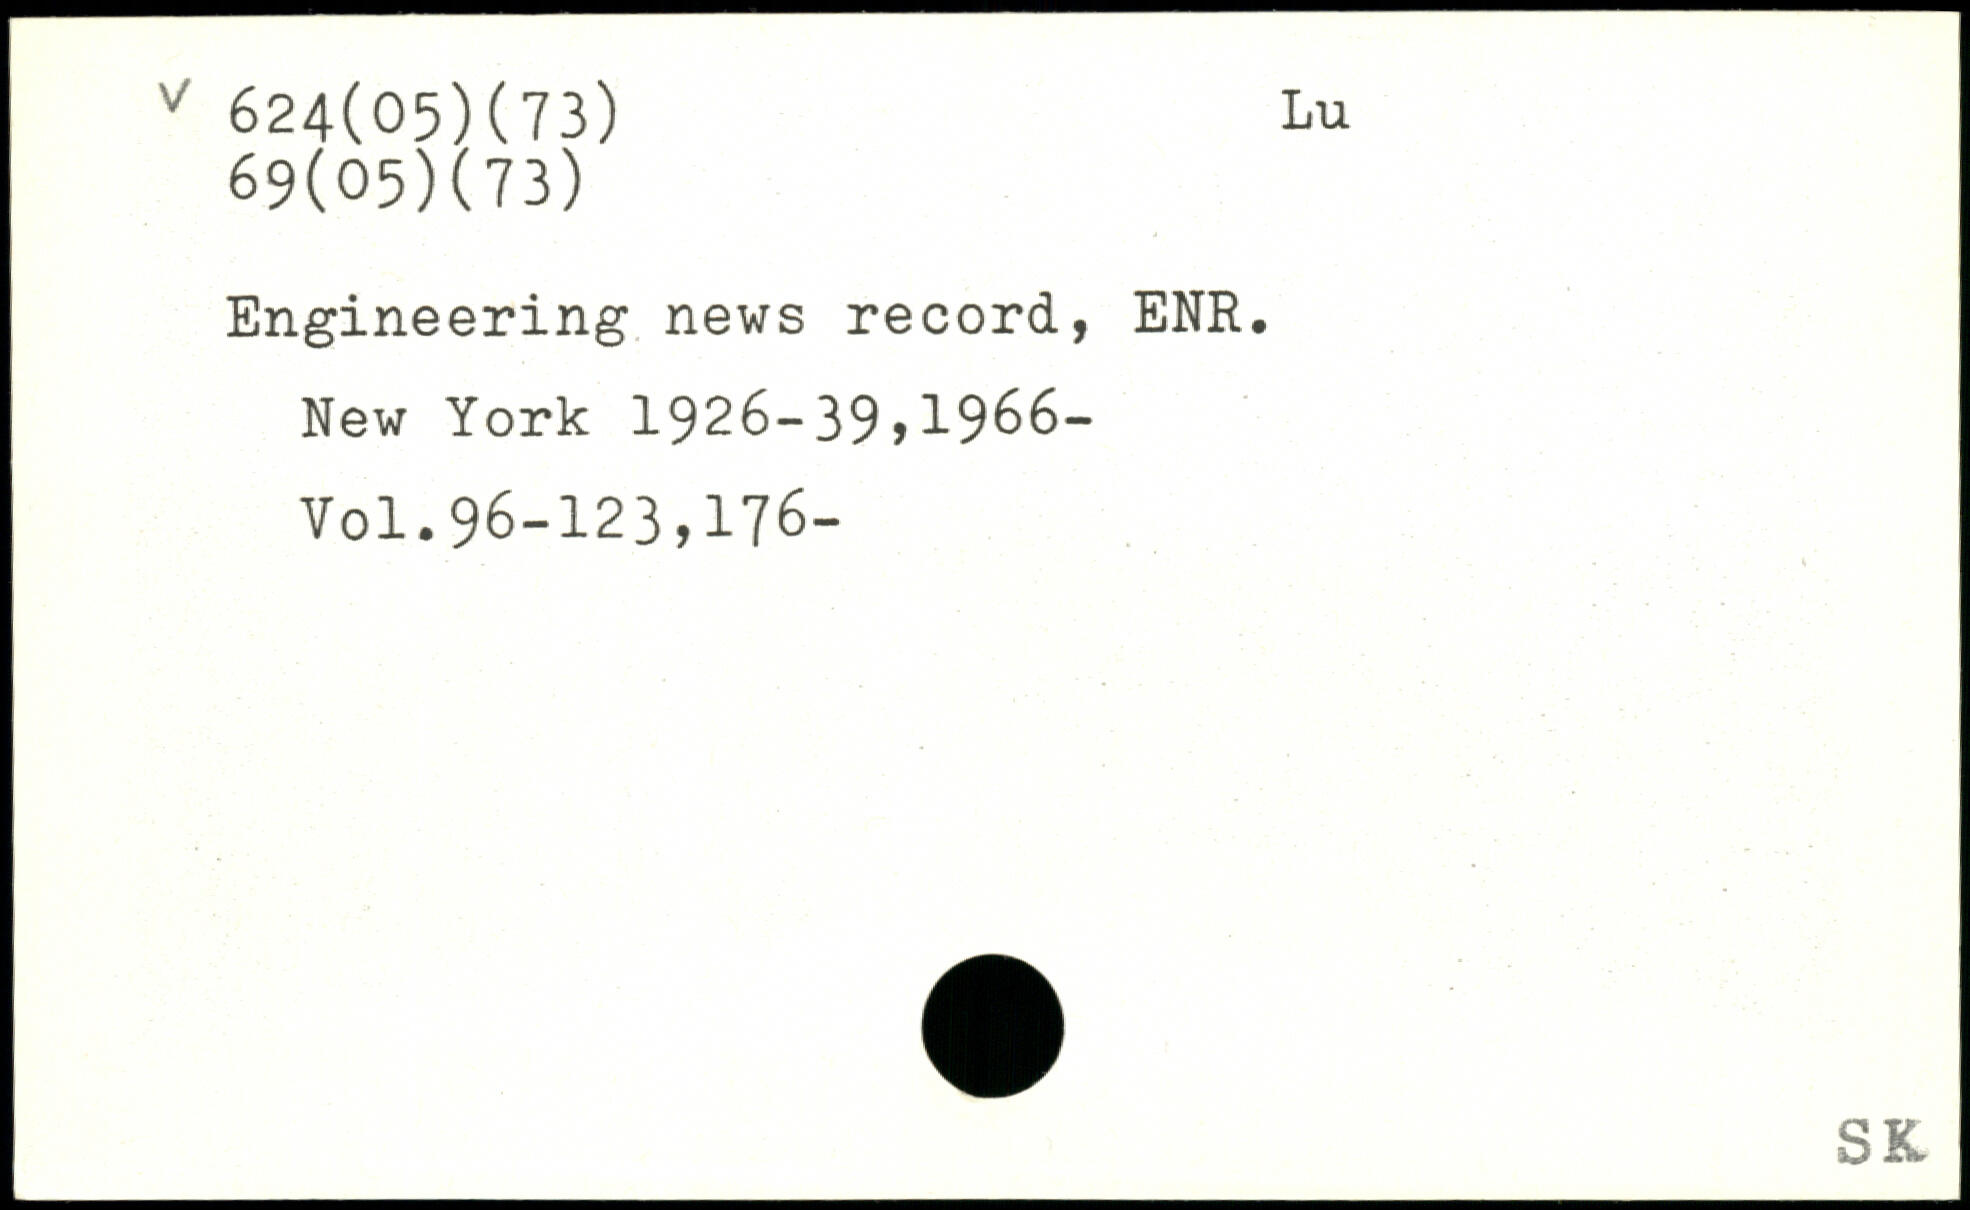 v 624(05)(73) Lu
69(05)(73)
Engineering news record, ENR.
New York 1926-39,1966-
Vol.96-123,176-
SK